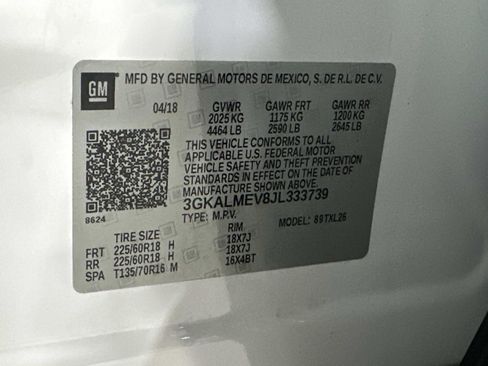 GM
MFD BY GENERAL MOTORS DE MEXICO, S. DE R.L. DE C.V.
04/18 GVWR GAWR FRT GAWR RR
2025 KG 1175 KG 1200 KG
4464 LB 2590 LB 2645 LB
THIS VEHICLE CONFORMS TO ALL
APPLICABLE U.S. FEDERAL MOTOR
VEHICLE SAFETY AND THEFT PREVENTION
STANDARDS IN EFFECT ON THE DATE OF
MANUFACTURE SHOWN ABOVE.
3GKALMEV8JL333739
TYPE: M.P.V. MODEL: 89TXL26
8624
TIRE SIZE RIM
FRT 225/60R18 H 18X7J
RR 225/60R18 H 18X7J
SPA T135/70R16 M 16X4BT